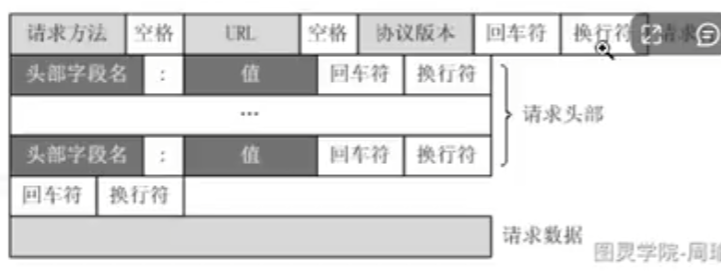 请求方法 空格 URL 空格 协议版本 回车符 换行符 请求
头部字段名 : 值 回车符 换行符
...
请求头部
头部字段名 : 值 回车符 换行符
回车符 换行符
请求数据
图灵学院-周瑜